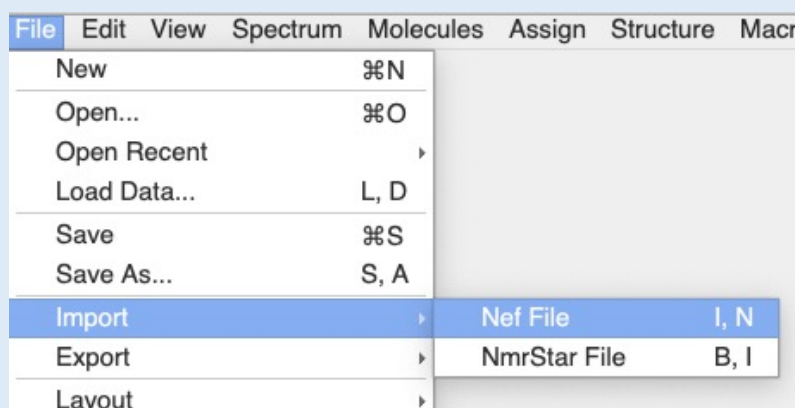 File Edit View Spectrum Molecules Assign Structure Macr
New ⌘N
Open... ⌘O
Open Recent
Load Data... L, D
Save ⌘S
Save As... S, A
Import Nef File I, N
Export NmrStar File B, I
Layout